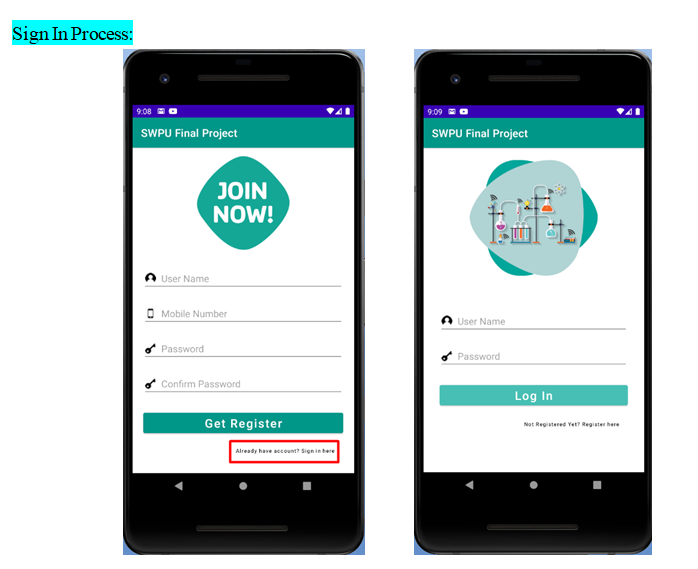 Sign In Process:
9:08
SWPU Final Project
JOIN
NOW!
User Name
Mobile Number
Password
Confirm Password
Get Register
Already have account? Sign in here
9:09
SWPU Final Project
User Name
Password
Log In
Not Registered Yet? Register here